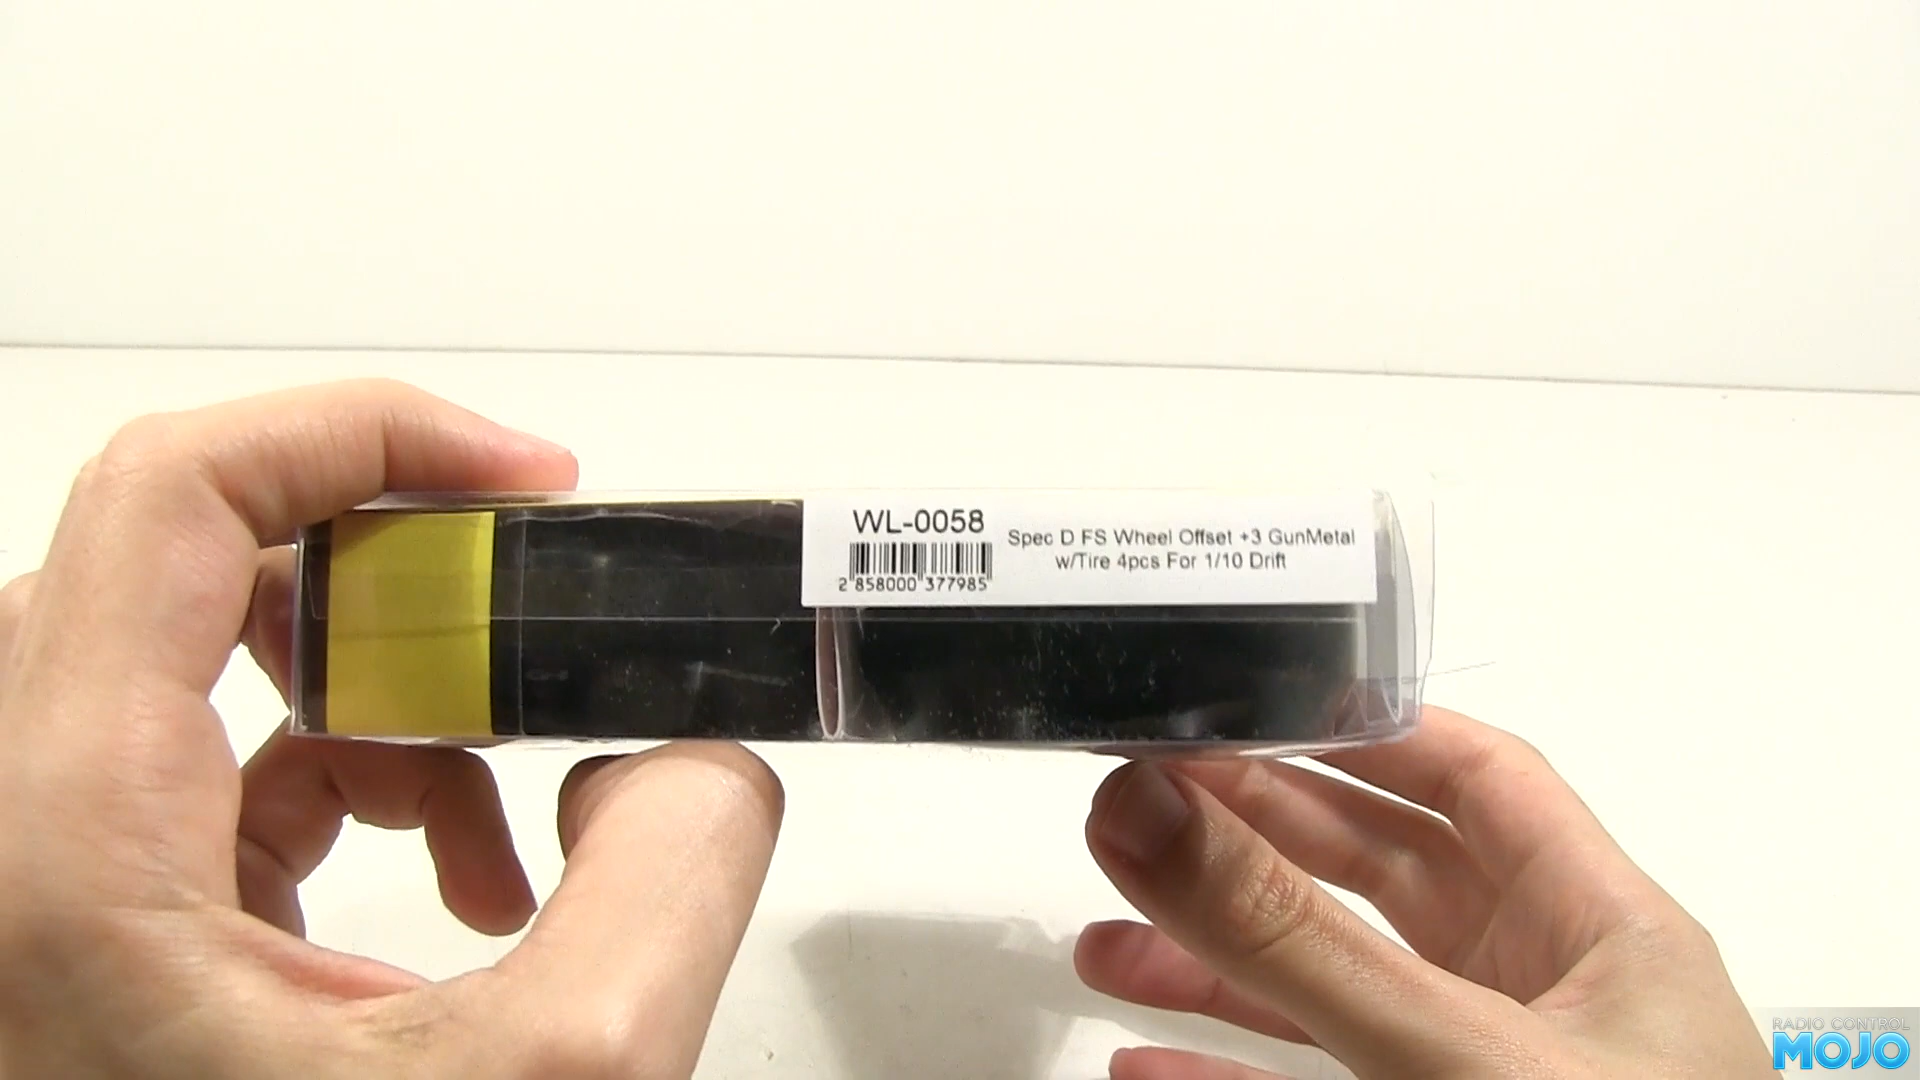 WL-0058
Spec D FS Wheel Offset +3 GunMetal
w/Tire 4pcs For 1/10 Drift
2 858000 377985
RADIO CONTROL
MOJO